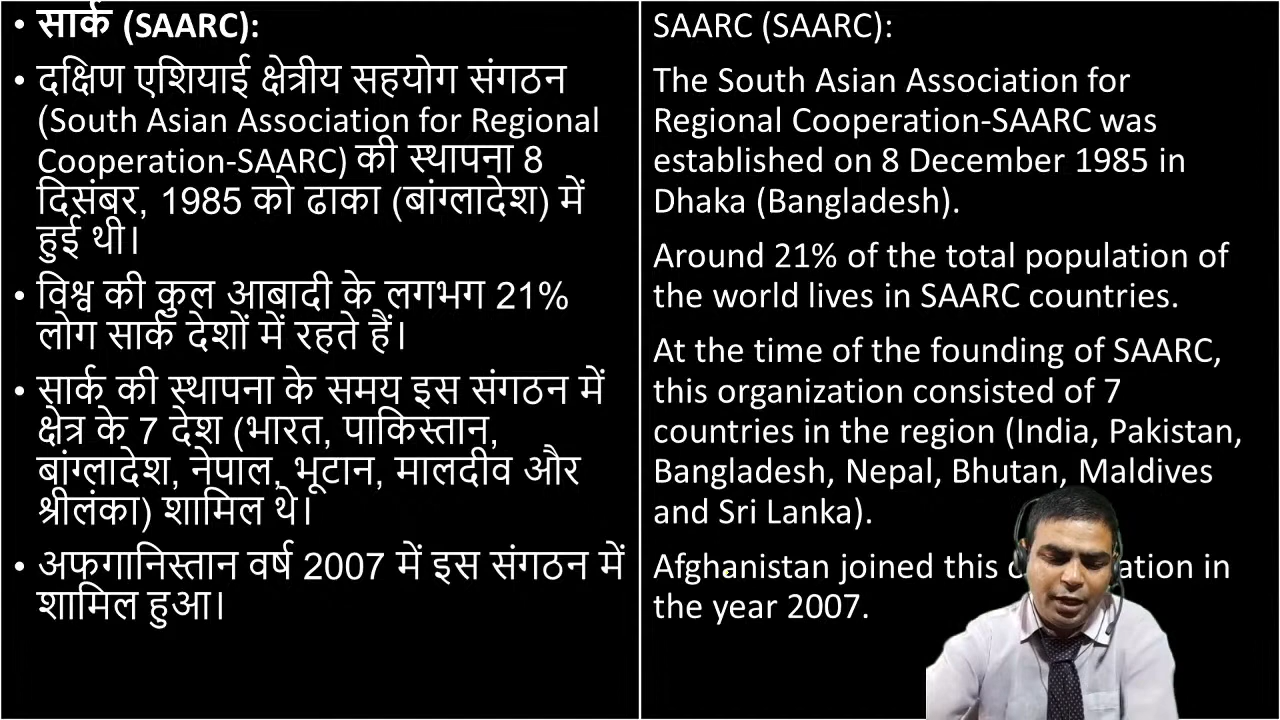 • सार्क (SAARC):
• दक्षिण एशियाई क्षेत्रीय सहयोग संगठन
(South Asian Association for Regional
Cooperation-SAARC) की स्थापना 8
दिसंबर, 1985 को ढाका (बांग्लादेश) में
हुई थी।
• विश्व की कुल आबादी के लगभग 21%
लोग सार्क देशों में रहते हैं।
• सार्क की स्थापना के समय इस संगठन में
क्षेत्र के 7 देश (भारत, पाकिस्तान,
बांग्लादेश, नेपाल, भूटान, मालदीव और
श्रीलंका) शामिल थे।
• अफगानिस्तान वर्ष 2007 में इस संगठन में
शामिल हुआ।
SAARC (SAARC):
The South Asian Association for
Regional Cooperation-SAARC was
established on 8 December 1985 in
Dhaka (Bangladesh).
Around 21% of the total population of
the world lives in SAARC countries.
At the time of the founding of SAARC,
this organization consisted of 7
countries in the region (India, Pakistan,
Bangladesh, Nepal, Bhutan, Maldives
and Sri Lanka).
Afghanistan joined this in
the year 2007.